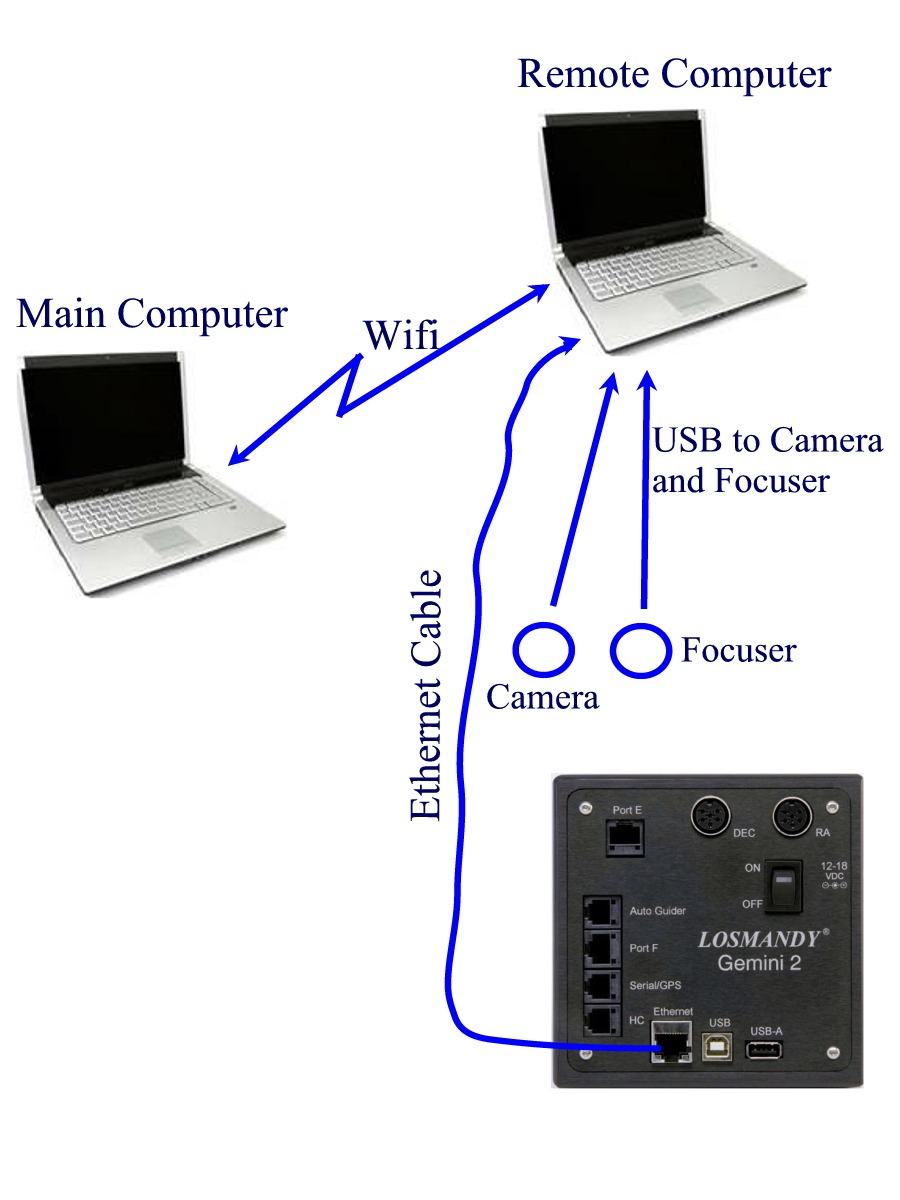 Remote Computer
Main Computer
Wifi
USB to Camera
and Focuser
Ethernet Cable
Focuser
Camera
Port E
DEC
RA
ON
12-18
VDC
OFF
Auto Guider
LOSMANDY®
Port F
Gemini 2
Serial/GPS
Ethernet
HC
USB
USB-A